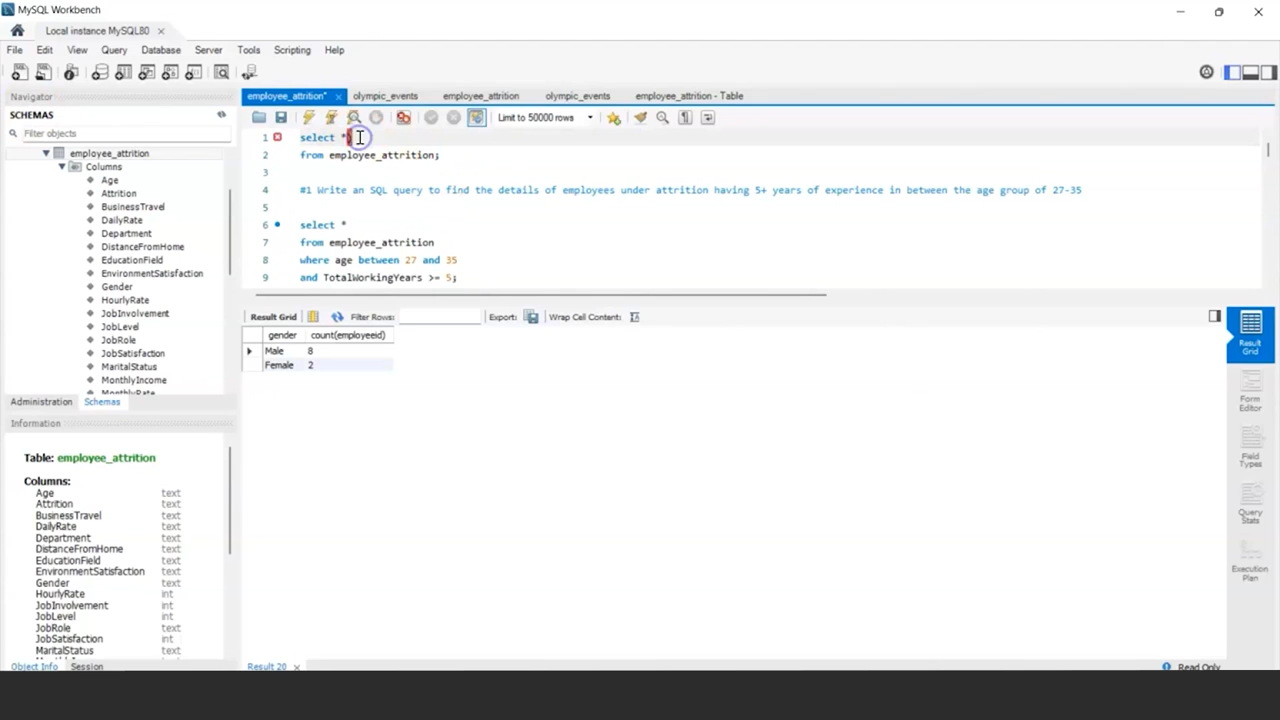 MySQL Workbench
Local instance MySQL80
File Edit View Query Database Server Tools Scripting Help
Navigator
SCHEMAS
Filter objects
employee_attrition
Columns
Age
Attrition
BusinessTravel
DailyRate
Department
DistanceFromHome
EducationField
EnvironmentSatisfaction
Gender
HourlyRate
JobInvolvement
JobLevel
JobRole
JobSatisfaction
MaritalStatus
MonthlyIncome
MonthlyRate
Administration Schemas
Information
Table: employee_attrition
Columns:
Age text
Attrition text
BusinessTravel text
DailyRate text
Department text
DistanceFromHome text
EducationField text
EnvironmentSatisfaction text
Gender text
HourlyRate int
JobInvolvement int
JobLevel int
JobRole text
JobSatisfaction int
MaritalStatus text
Object Info Session
employee_attrition* olympic_events employee_attrition olympic_events employee_attrition - Table
Limit to 50000 rows
1 select *
2 from employee_attrition;
3
4 #1 Write an SQL query to find the details of employees under attrition having 5+ years of experience in between the age group of 27-35
5
6 select *
7 from employee_attrition
8 where age between 27 and 35
9 and TotalWorkingYears >= 5;
Result Grid Filter Rows: Export: Wrap Cell Content:
gender count(employeeid)
Male 8
Female 2
Result Grid
Form Editor
Field Types
Query Stats
Execution Plan
Result 20
Read Only